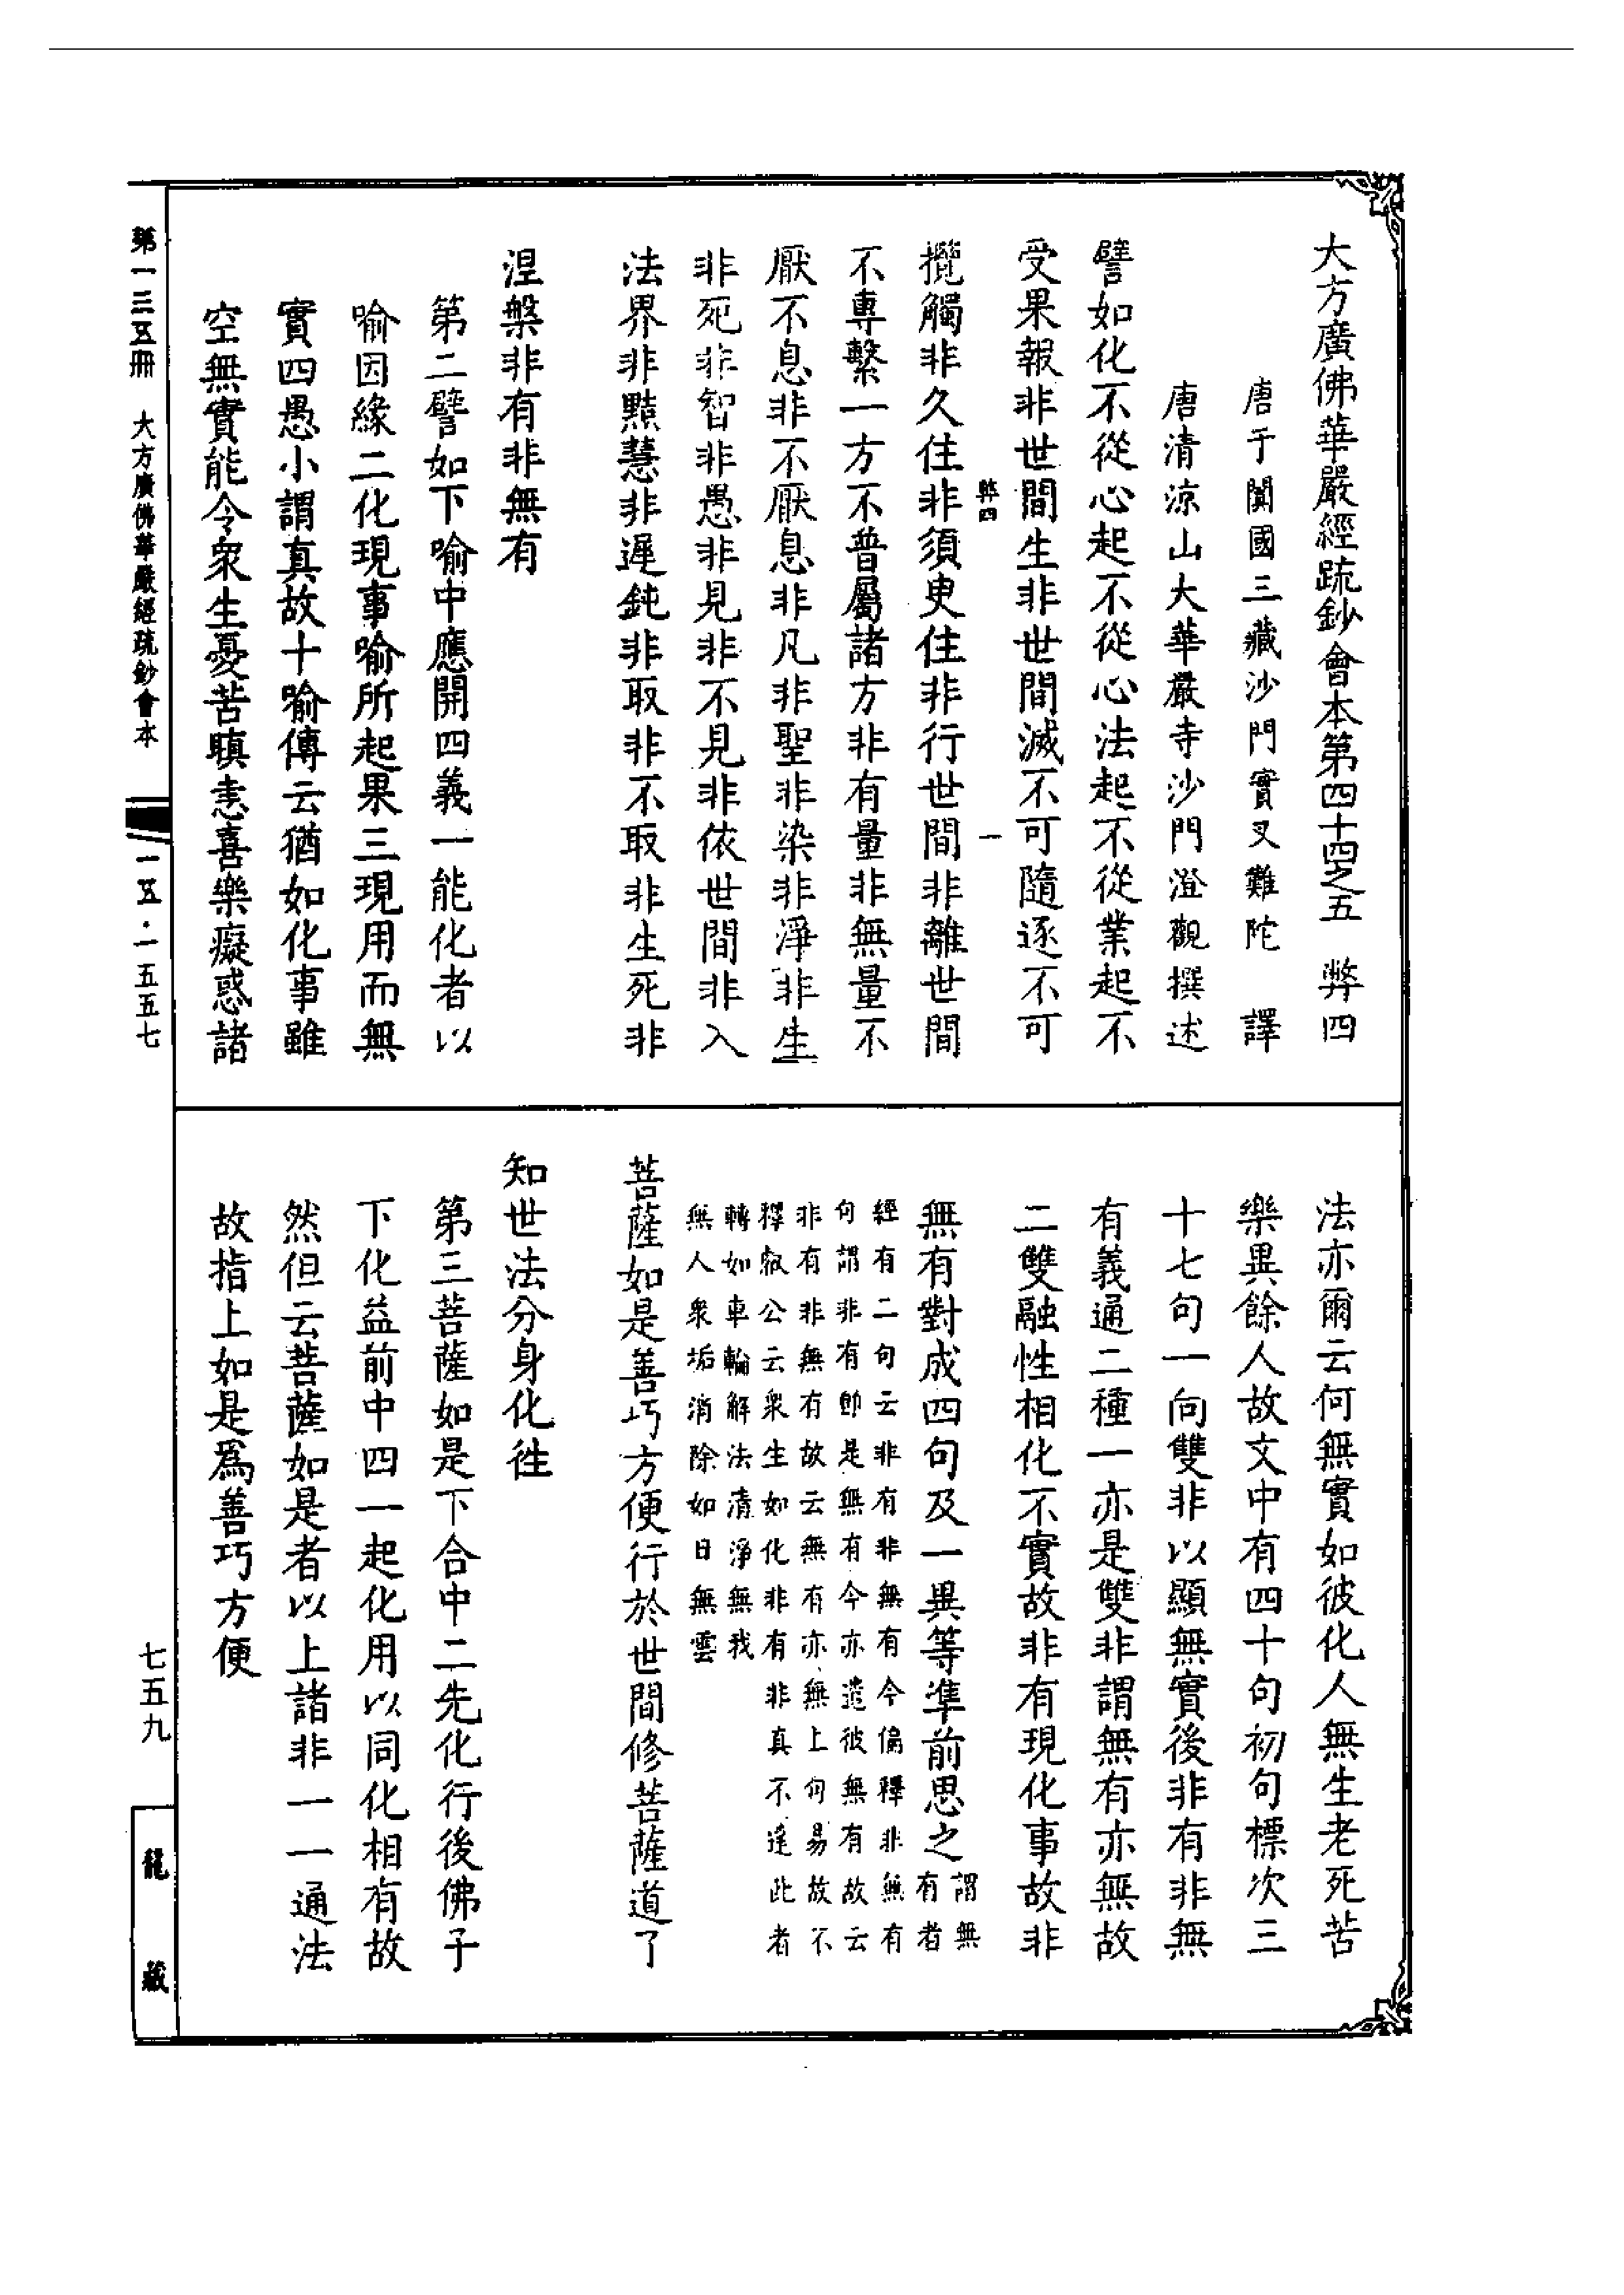 大方廣佛華嚴經疏鈔會本第四十四之五　弊四
唐于闐國三藏沙門實叉難陀　譯
唐清涼山大華嚴寺沙門澄觀撰述
譬如化不從心起不從心法起不從業起不
受果報非世間生非世間滅不可隨逐不可
弊四　一
攬觸非久住非須臾住非行世間非離世間
不專繫一方不普屬諸方非有量非無量不
厭不息非不厭息非凡非聖非染非淨非生
非死非智非愚非見非不見非依世間非入
法界非黠慧非遲鈍非取非不取非生死非
涅槃非有非無有
第二譬如下喻中應開四義一能化者以
喻因緣二化現事喻所起果三現用而無
實四愚小謂真故十喻傳云猶如化事雖
空無實能令衆生憂苦瞋恚喜樂癡惑諸
法亦爾云何無實如彼化人無生老死苦
樂異餘人故文中有四十句初句標次三
十七句一向雙非以顯無實後非有非無
有義通二種一亦是雙非謂無有亦無故
二雙融性相化不實故非有現化事故非
無有對成四句及一異等準前思之謂無
有者
經有二句云非有非無有今偏釋非無有
句謂非有即是無有今亦遣彼無有故云
非有非無有故云無有亦無上句易故不
釋叡公云衆生如化非有非真不達此者
轉如車輪解法清淨無我
無人衆垢消除如日無雲
菩薩如是善巧方便行於世間修菩薩道了
知世法分身化往
第三菩薩如是下合中二先化行後佛子
下化益前中四一起化用以同化相有故
然但云菩薩如是者以上諸非一一通法
故指上如是爲善巧方便
第一三五冊　大方廣佛華嚴經疏鈔會本
一五·一五五七
七五九
龍藏